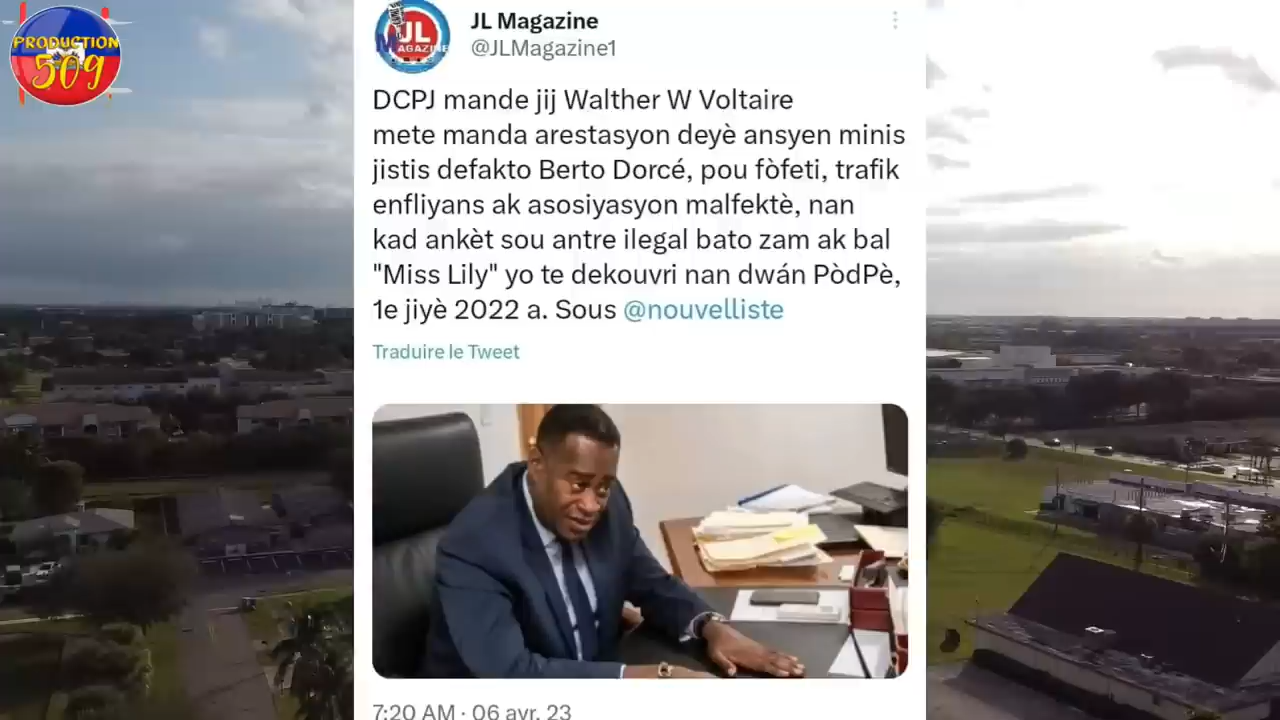 PRODUCTION
509
JL
MAGAZINE
JL Magazine
@JLMagazine1
DCPJ mande jij Walther W Voltaire
mete manda arestasyon deyè ansyen minis
jistis defakto Berto Dorcé, pou fòfeti, trafik
enfliyans ak asosiyasyon malfektè, nan
kad ankèt sou antre ilegal bato zam ak bal
"Miss Lily" yo te dekouvri nan dwán PòdPè,
1e jiyè 2022 a. Sous @nouvelliste
Traduire le Tweet
7:20 AM · 06 avr. 23